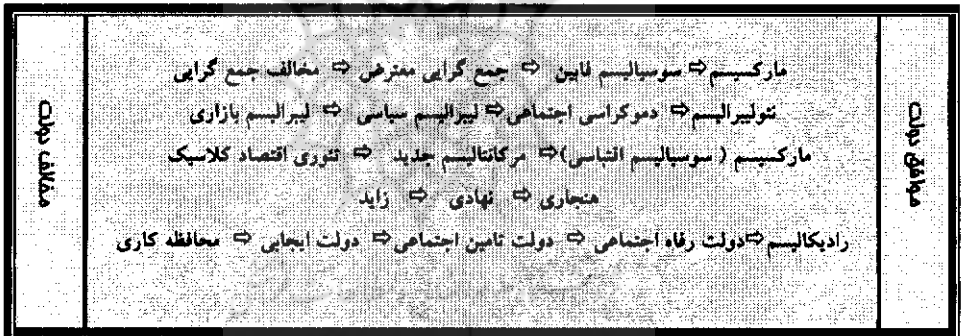 موافق دولت
مارکسیسم ⇨ سوسیالیسم فابین ⇨ جمع گرایی معترض ⇨ مخالف جمع گرایی
نئولیبرالیسم ⇨ دموکراسی اجتماعی ⇨ لیبرالیسم سیاسی ⇨ لیبرالیسم بازاری
مارکسیسم ( سوسیالیسم التباسی) ⇨ مرکانتالیسم جدید ⇨ تئوری اقتصاد کلاسیک
هنجاری ⇨ نهادی ⇨ زاید
رادیکالیسم ⇨ دولت رفاه اجتماعی ⇨ دولت تامین اجتماعی ⇨ دولت ایجابی ⇨ محافظه کاری
مخالف دولت